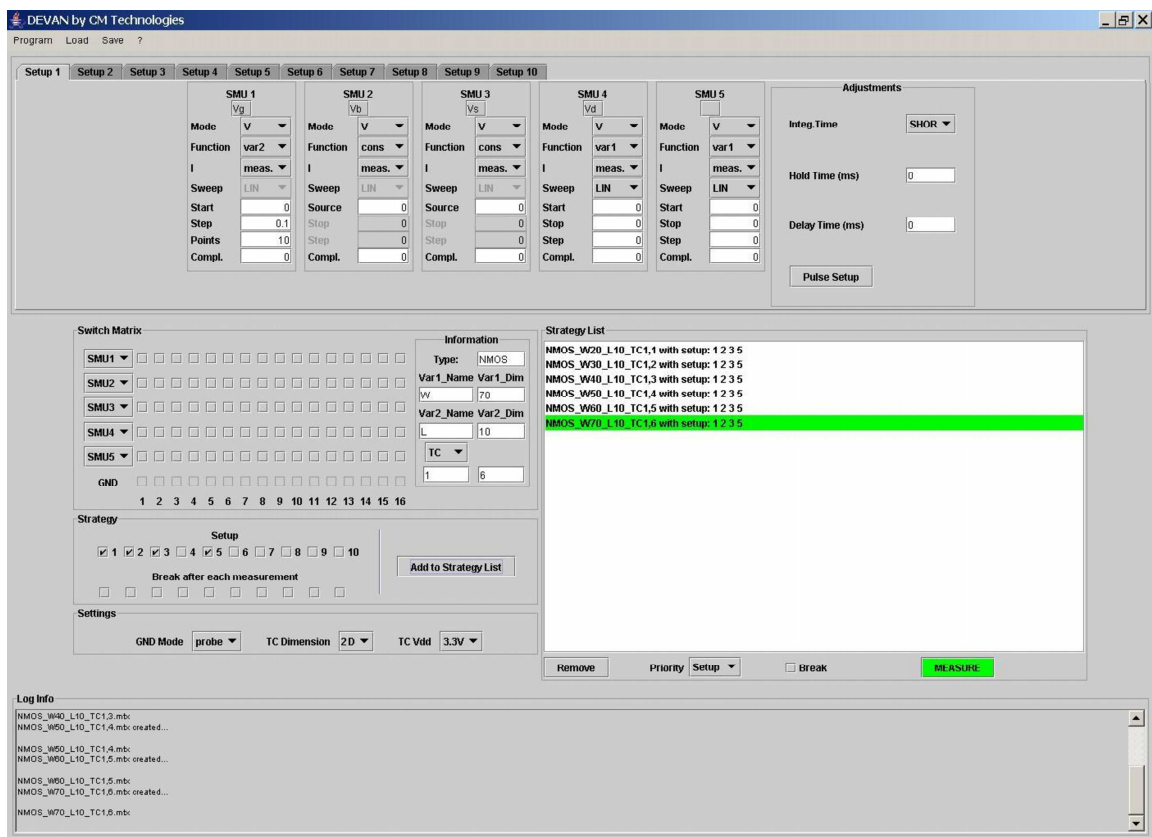 DEVAN by CM Technologies
Program Load Save ?
Setup 1 Setup 2 Setup 3 Setup 4 Setup 5 Setup 6 Setup 7 Setup 8 Setup 9 Setup 10
SMU 1
Vg
Mode V
Function var2
I meas.
Sweep LIN
Start 0
Step 0.1
Points 10
Compl. 0
SMU 2
Vb
Mode V
Function cons
I meas.
Sweep LIN
Source 0
Stop 0
Step 0
Compl. 0
SMU 3
Vs
Mode V
Function cons
I meas.
Sweep LIN
Source 0
Stop 0
Step 0
Compl. 0
SMU 4
Vd
Mode V
Function var1
I meas.
Sweep LIN
Start 0
Stop 0
Step 0
Compl. 0
SMU 5
Mode V
Function var1
I meas.
Sweep LIN
Start 0
Stop 0
Step 0
Compl. 0
Adjustments
Integ.Time SHOR
Hold Time (ms) 0
Delay Time (ms) 0
Pulse Setup
Switch Matrix
SMU1
SMU2
SMU3
SMU4
SMU5
GND
1 2 3 4 5 6 7 8 9 10 11 12 13 14 15 16
Information
Type: NMOS
Var1_Name Var1_Dim
W 70
Var2_Name Var2_Dim
L 10
TC
1 6
Strategy
Setup
1 2 3 4 5 6 7 8 9 10
Break after each measurement
Add to Strategy List
Settings
GND Mode probe TC Dimension 2D TC Vdd 3.3V
Strategy List
NMOS_W20_L10_TC1,1 with setup: 1 2 3 5
NMOS_W30_L10_TC1,2 with setup: 1 2 3 5
NMOS_W40_L10_TC1,3 with setup: 1 2 3 5
NMOS_W50_L10_TC1,4 with setup: 1 2 3 5
NMOS_W60_L10_TC1,5 with setup: 1 2 3 5
NMOS_W70_L10_TC1,6 with setup: 1 2 3 5
Remove Priority Setup Break MEASURE
Log Info
NMOS_W40_L10_TC1,3.mtx
NMOS_W50_L10_TC1,4.mtx created...
NMOS_W50_L10_TC1,4.mtx
NMOS_W60_L10_TC1,5.mtx created...
NMOS_W60_L10_TC1,5.mtx
NMOS_W70_L10_TC1,6.mtx created...
NMOS_W70_L10_TC1,6.mtx